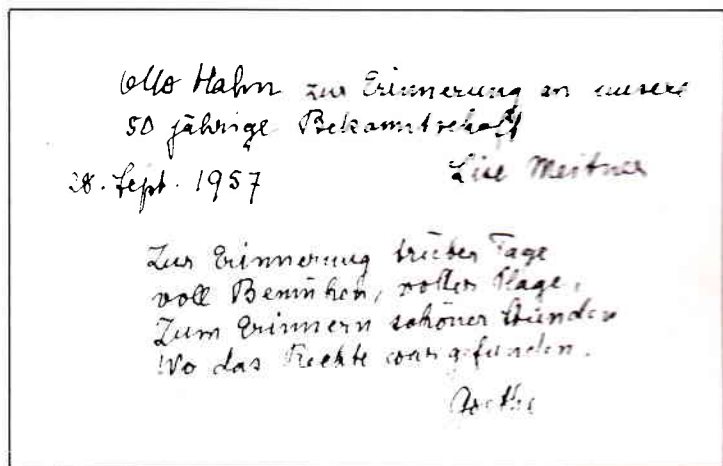 Otto Hahn zur Erinnerung an unsere
50 jährige Bekanntschaft
28. Sept. 1957 Lise Meitner
Zur Erinnerung trüber Tage
voll Bemühen, voller Plage,
Zum Erinnern schöner Stunden
Wo das Rechte war gefunden.
Goethe